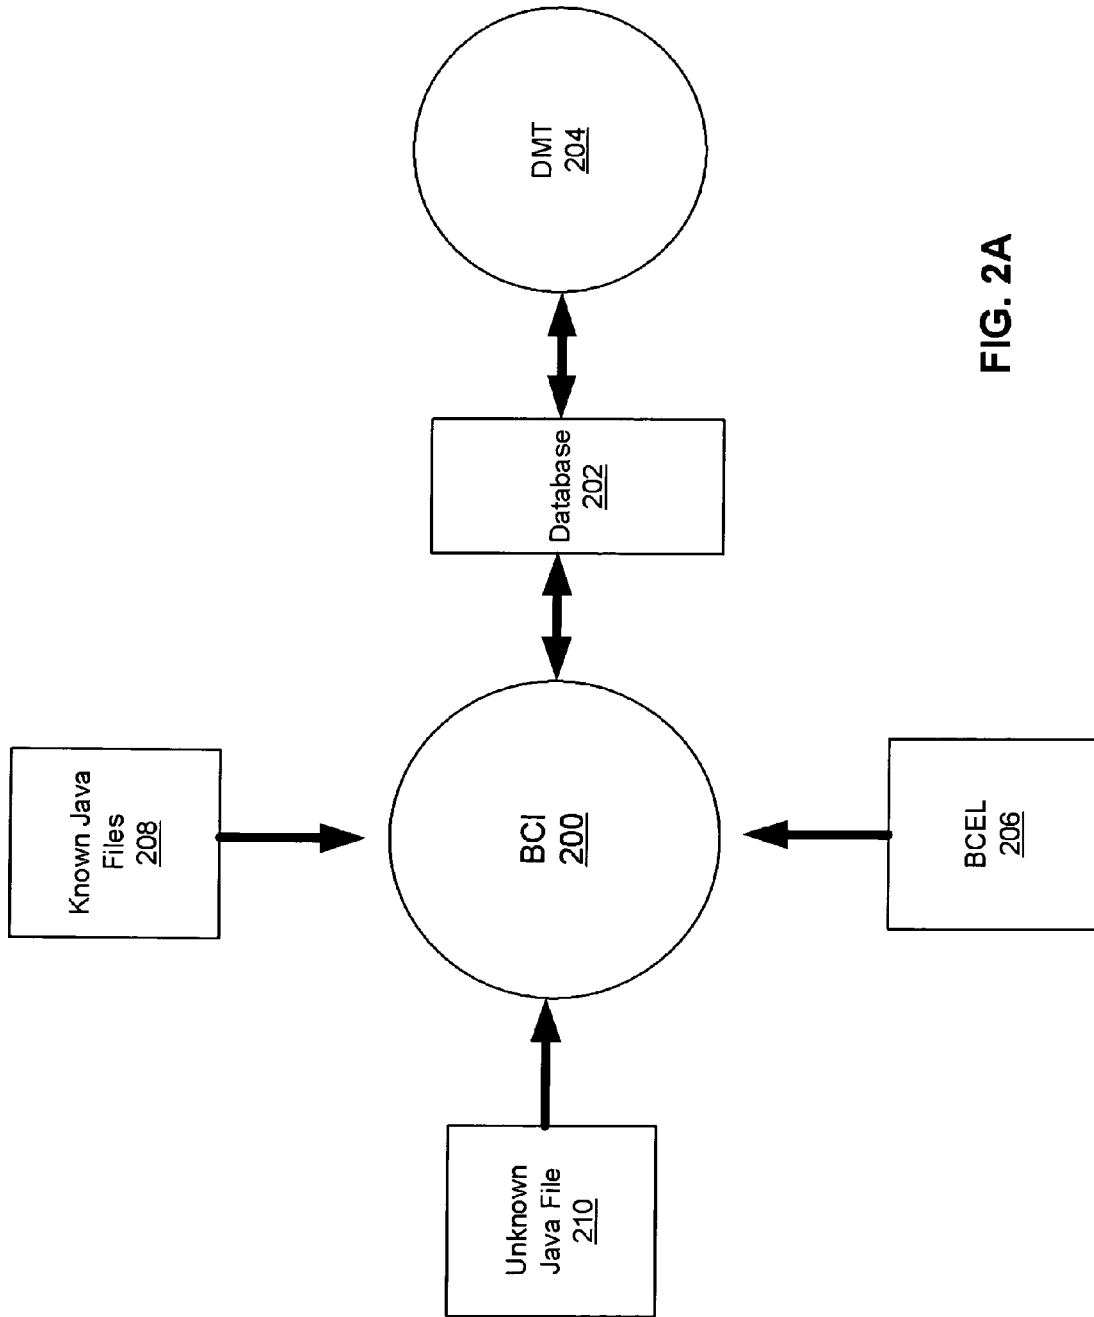 Known Java
Files
208
Unknown
Java File
210
BCI
200
Database
202
DMT
204
BCEL
206
FIG. 2A